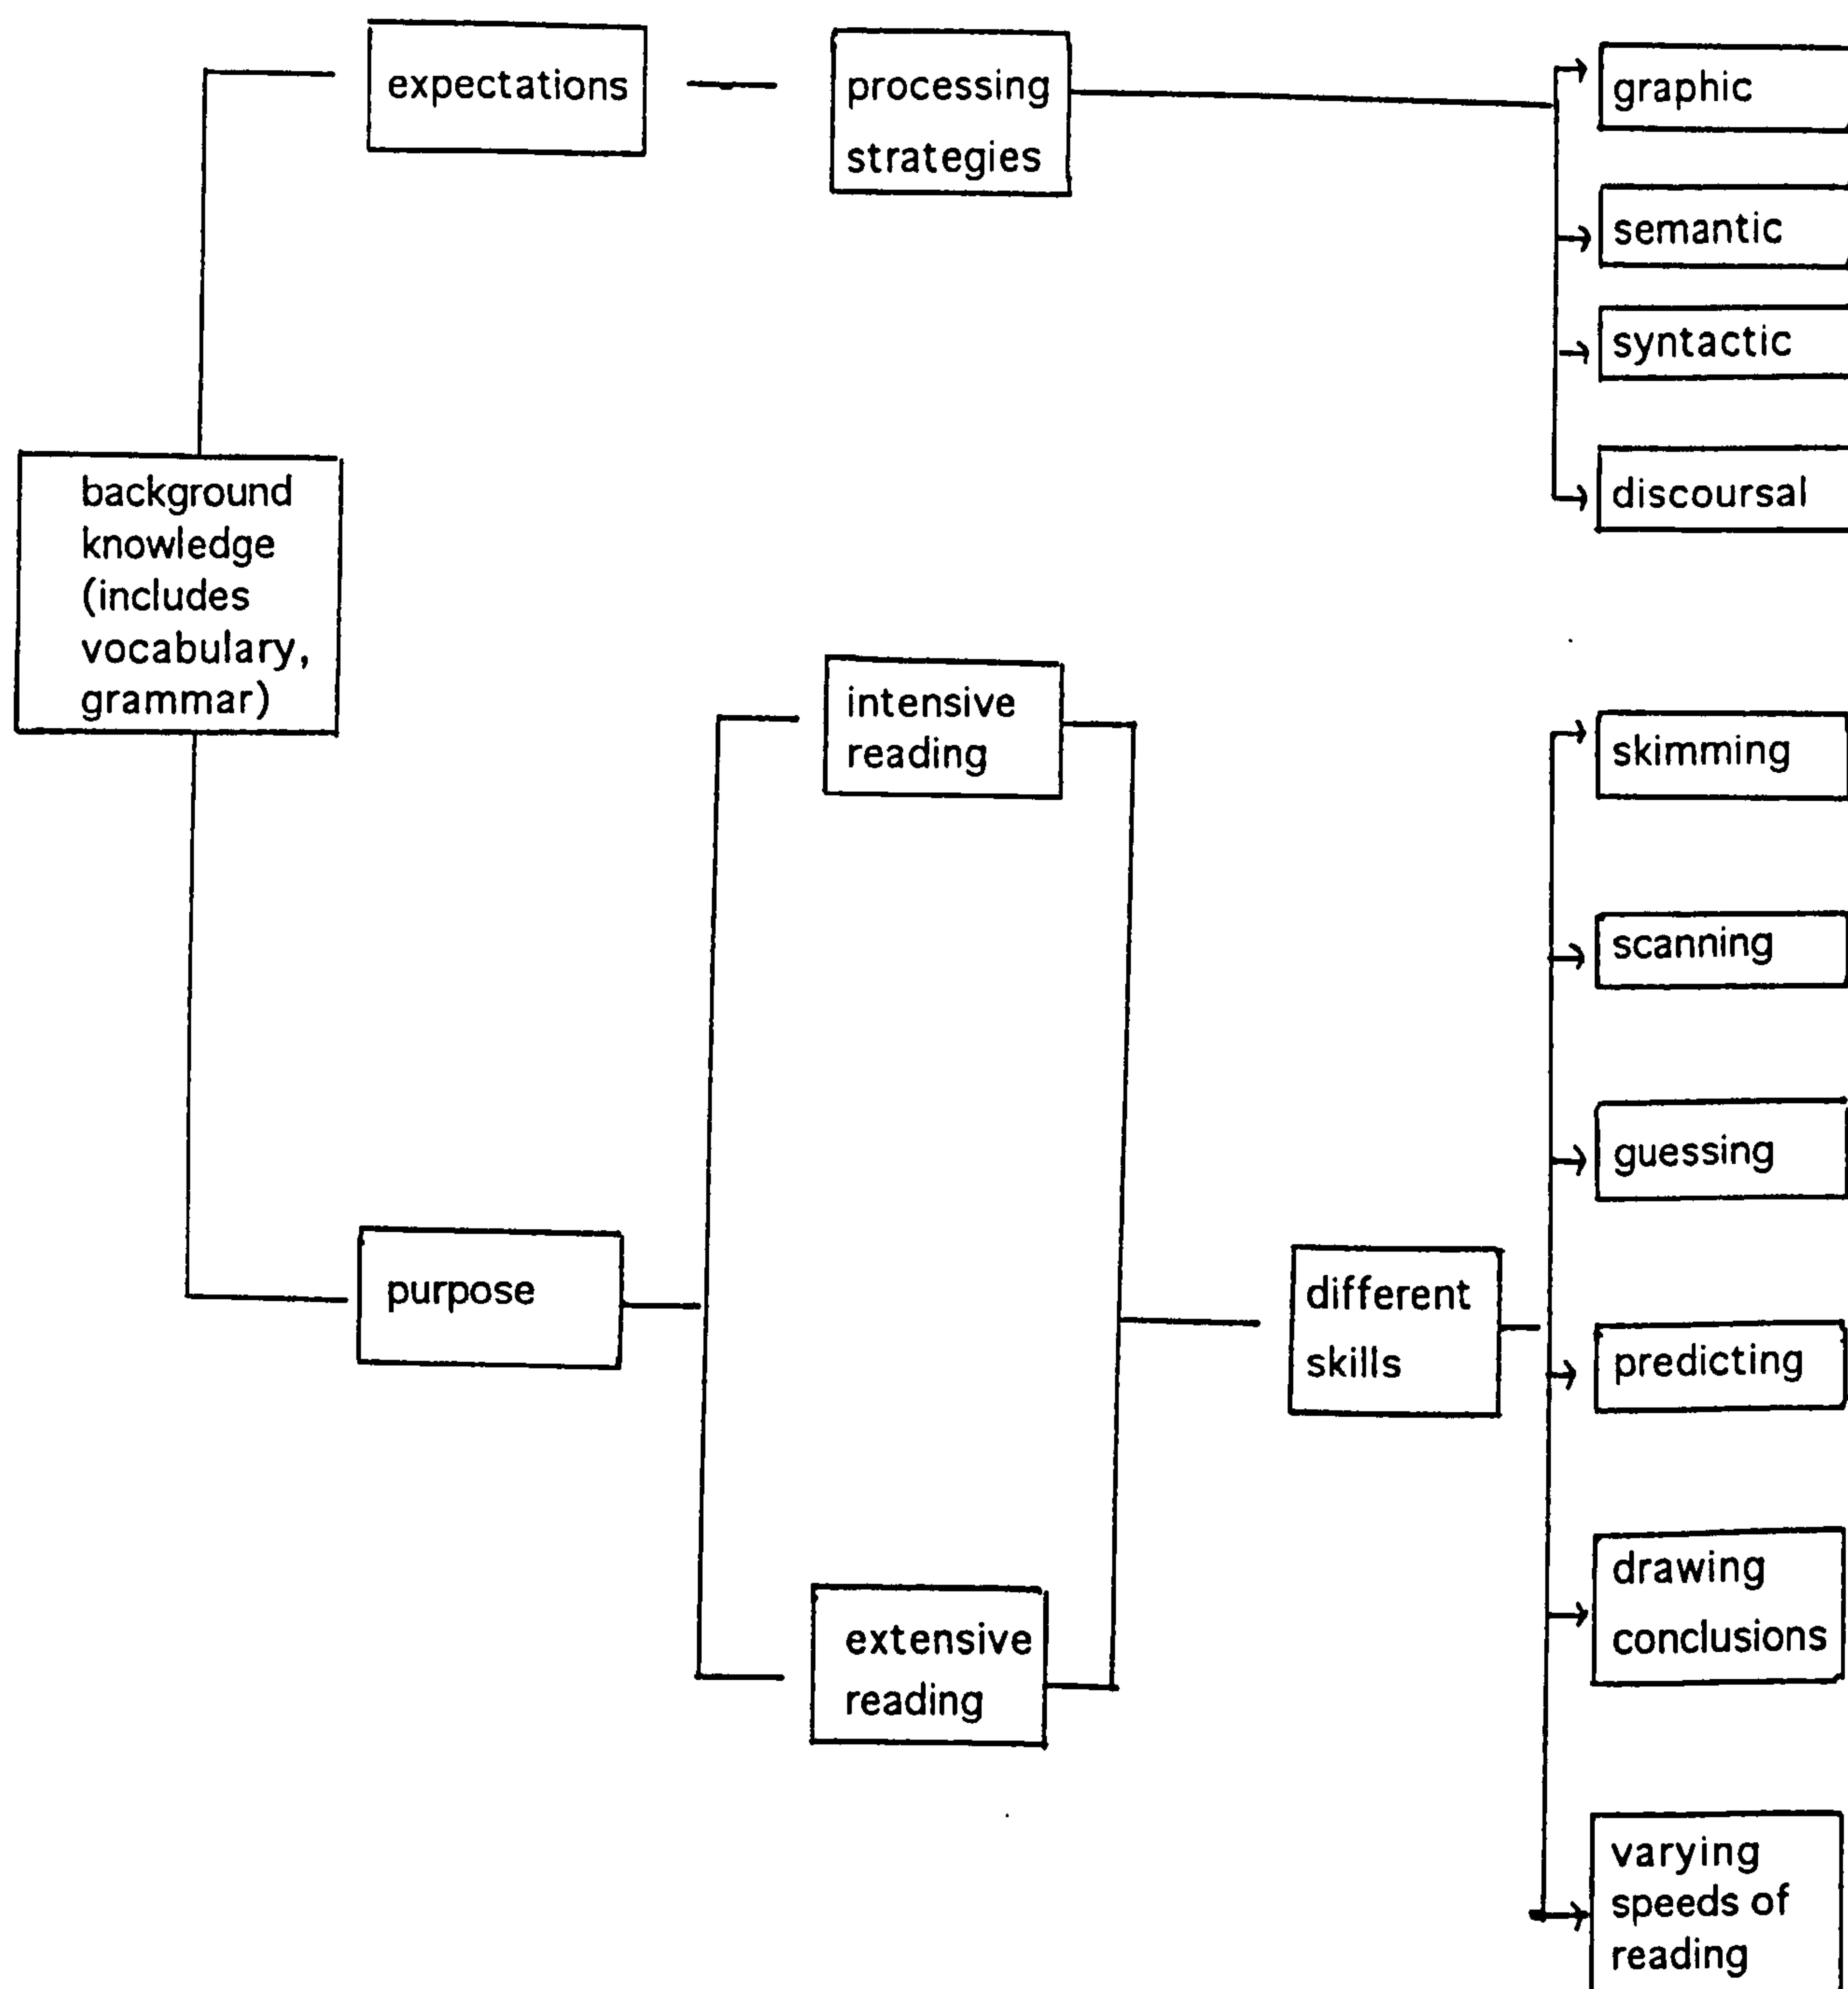 expectations
processing
strategies
graphic
semantic
syntactic
discoursal
background
knowledge
(includes
vocabulary,
grammar)
intensive
reading
skimming
scanning
guessing
purpose
different
skills
predicting
extensive
reading
drawing
conclusions
varying
speeds of
reading